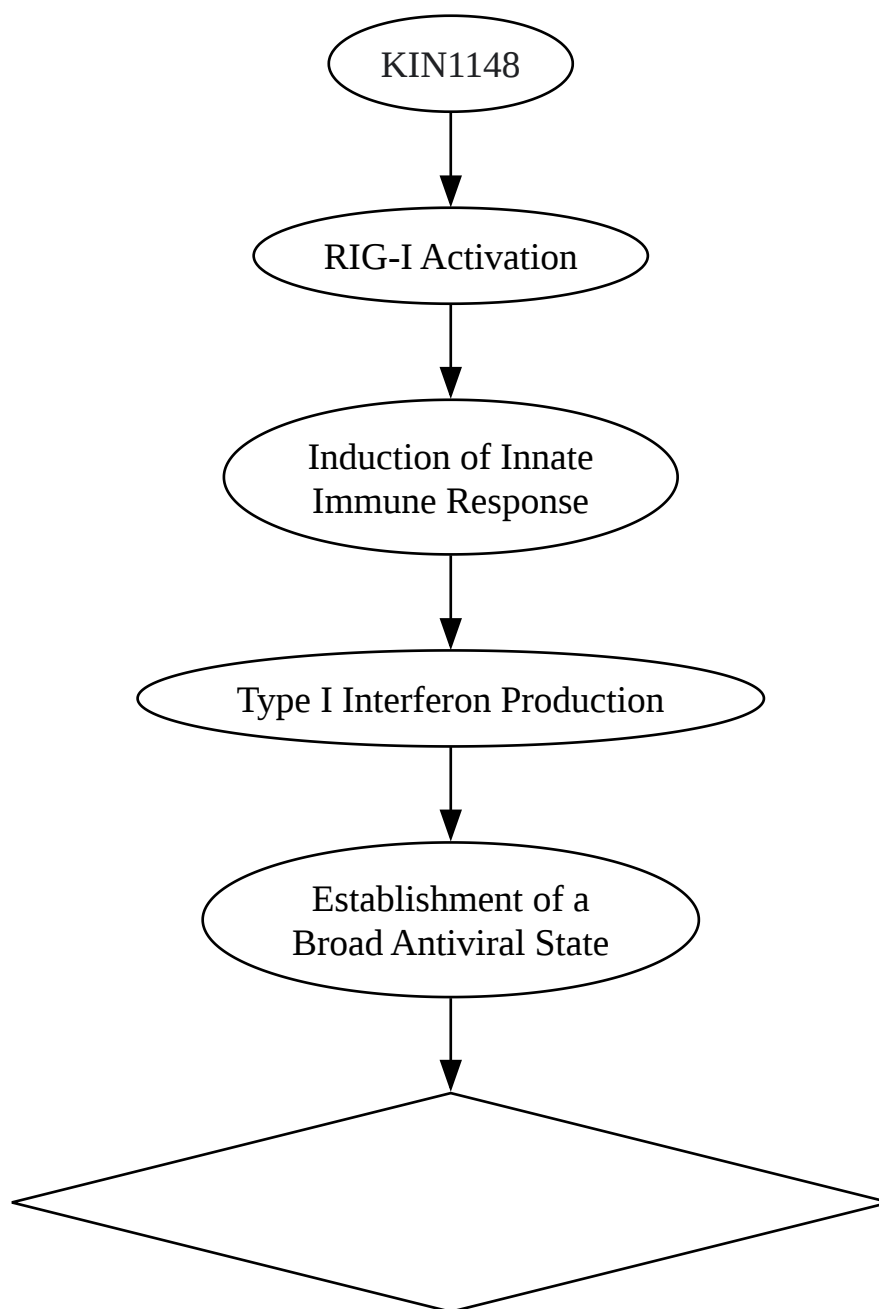 KIN1148
RIG-I Activation
Induction of Innate
Immune Response
Type I Interferon Production
Establishment of a
Broad Antiviral State